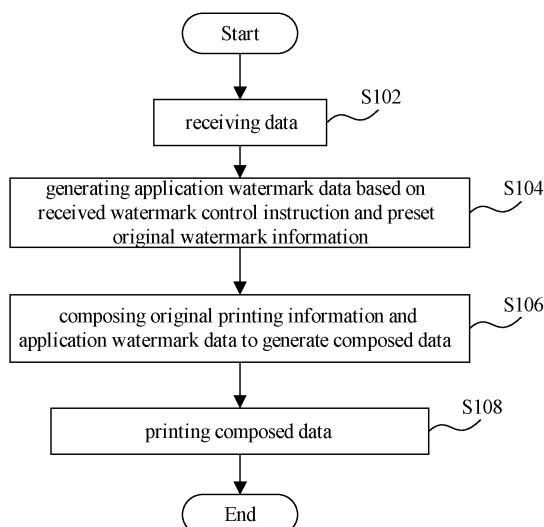 Start
S102
receiving data
S104
generating application watermark data based on
received watermark control instruction and preset
original watermark information
S106
composing original printing information and
application watermark data to generate composed data
S108
printing composed data
End